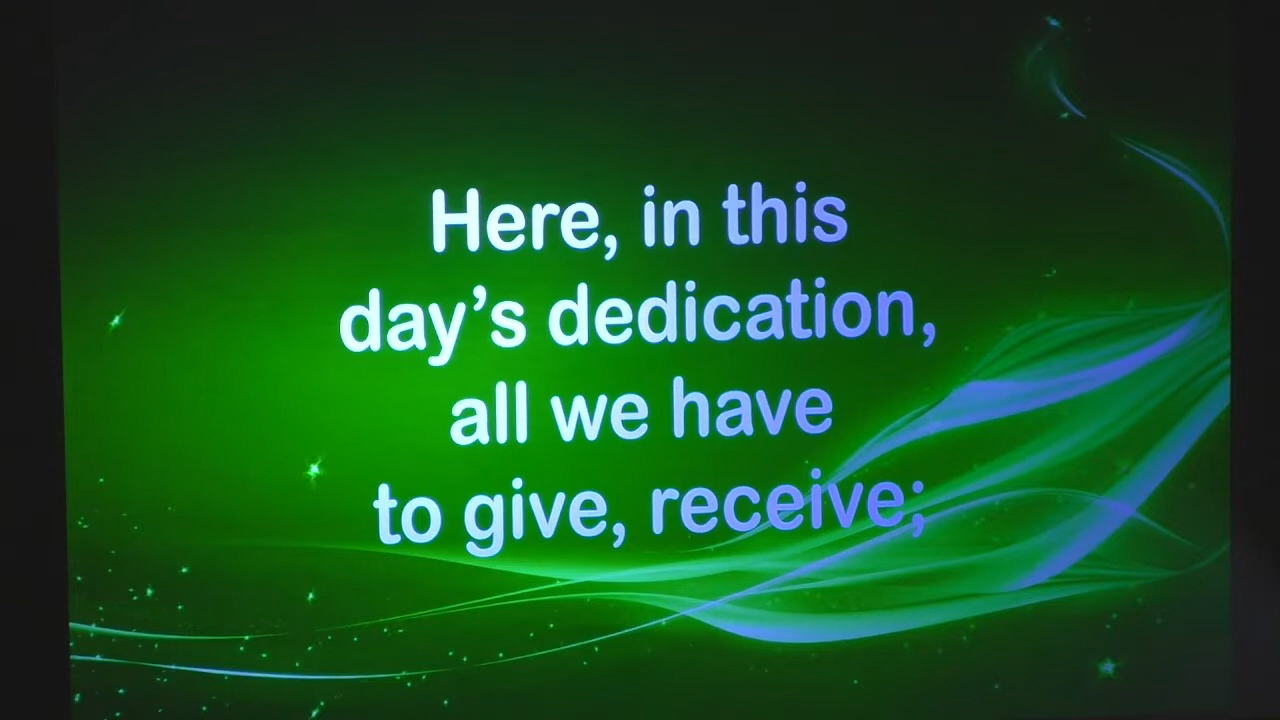 Here, in this
day’s dedication,
all we have
to give, receive;